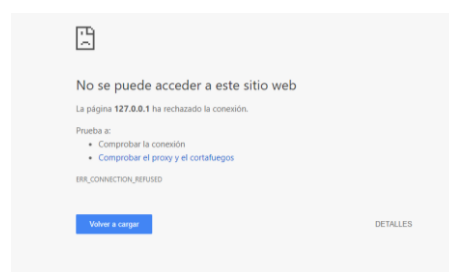 No se puede acceder a este sitio web
La página 127.0.0.1 ha rechazado la conexión.
Prueba a:
• Comprobar la conexión
• Comprobar el proxy y el cortafuegos
ERR_CONNECTION_REFUSED
Volver a cargar
DETALLES